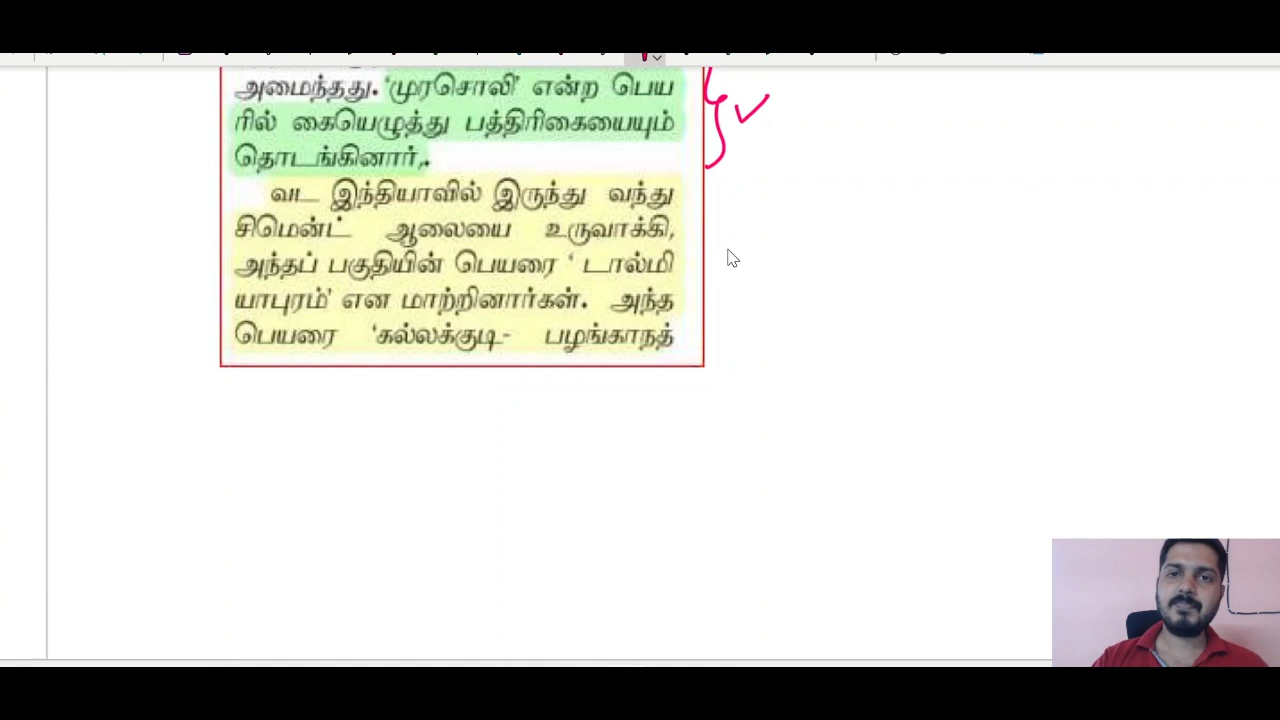 அமைந்தது. 'முரசொலி' என்ற பெய
ரில் கையெழுத்து பத்திரிகையையும்
தொடங்கினார்,.
வட இந்தியாவில் இருந்து வந்து
சிமென்ட் ஆலையை உருவாக்கி,
அந்தப் பகுதியின் பெயரை ' டால்மி
யாபுரம்' என மாற்றினார்கள். அந்த
பெயரை 'கல்லக்குடி- பழங்காநத்